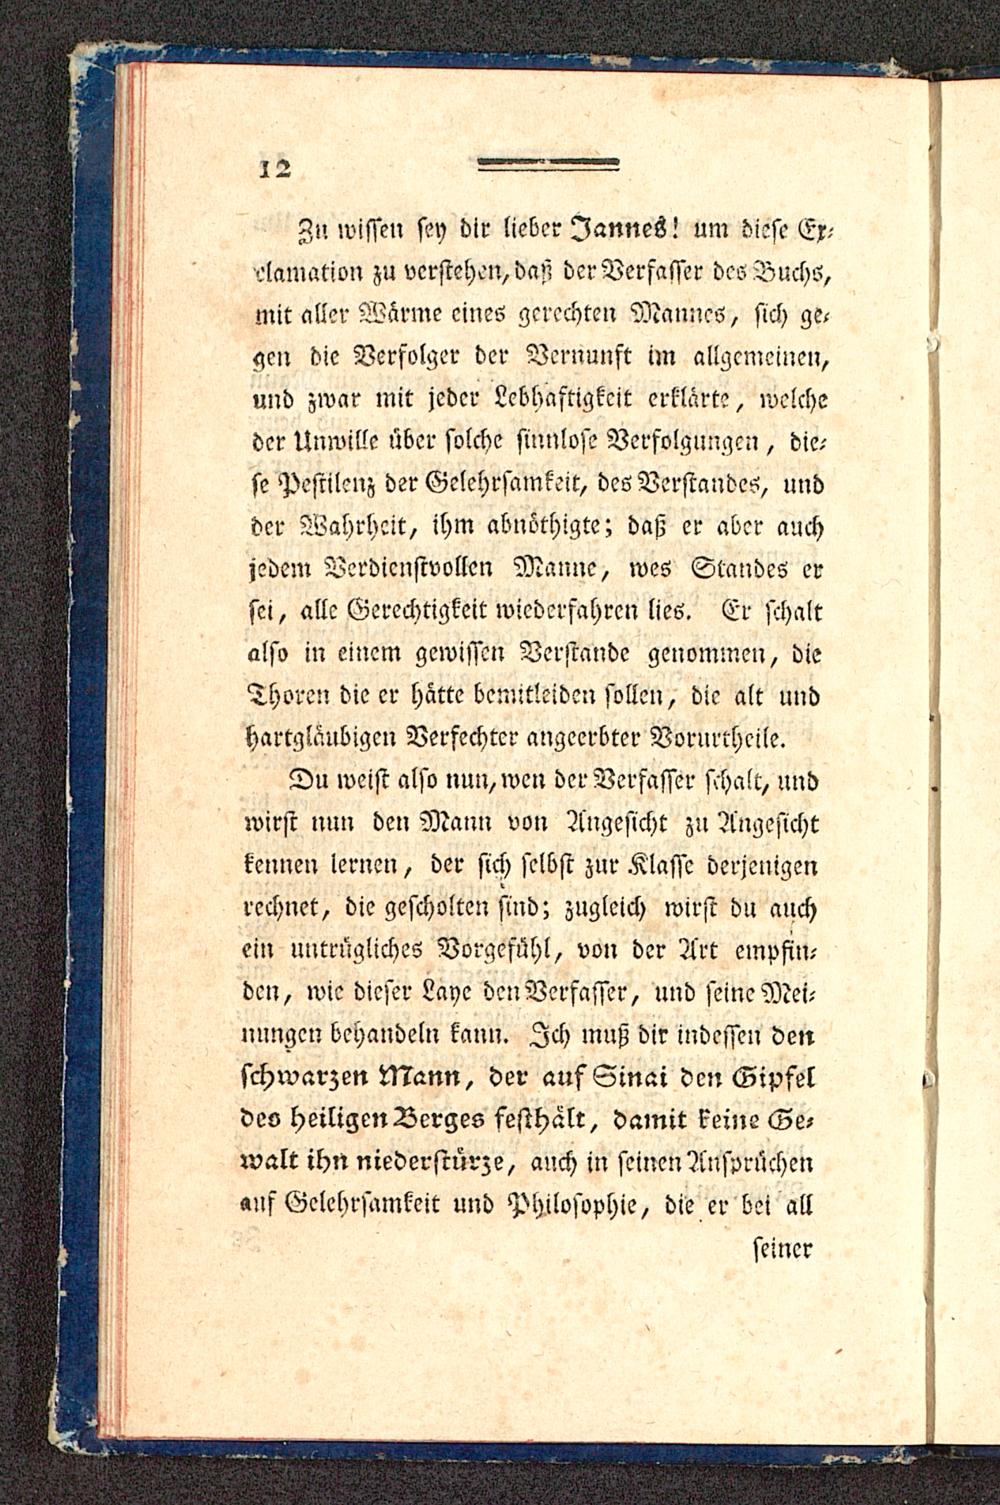 12
Zu wissen sey dir lieber Jannes! um diese Ex-
clamation zu verstehen, daß der Verfasser des Buchs,
mit aller Wärme eines gerechten Mannes, sich ge-
gen die Verfolger der Vernunft im allgemeinen,
und zwar mit jeder Lebhaftigkeit erklärte, welche
der Unwille über solche sinnlose Verfolgungen, die-
se Pestilenz der Gelehrsamkeit, des Verstandes, und
der Wahrheit, ihm abnöthigte; daß er aber auch
jedem Verdienstvollen Manne, wes Standes er
sei, alle Gerechtigkeit wiederfahren lies. Er schalt
also in einem gewissen Verstande genommen, die
Thoren die er hätte bemitleiden sollen, die alt und
hartgläubigen Verfechter angeerbter Vorurtheile.
Du weist also nun, wen der Verfasser schalt, und
wirst nun den Mann von Angesicht zu Angesicht
kennen lernen, der sich selbst zur Klasse derjenigen
rechnet, die gescholten sind; zugleich wirst du auch
ein untrügliches Vorgefühl, von der Art empfin-
den, wie dieser Laye den Verfasser, und seine Mei-
nungen behandeln kann. Ich muß dir indessen den
schwarzen Mann, der auf Sinai den Gipfel
des heiligen Berges festhält, damit keine Ge-
walt ihn niederstürze, auch in seinen Ansprüchen
auf Gelehrsamkeit und Philosophie, die er bei all
seiner